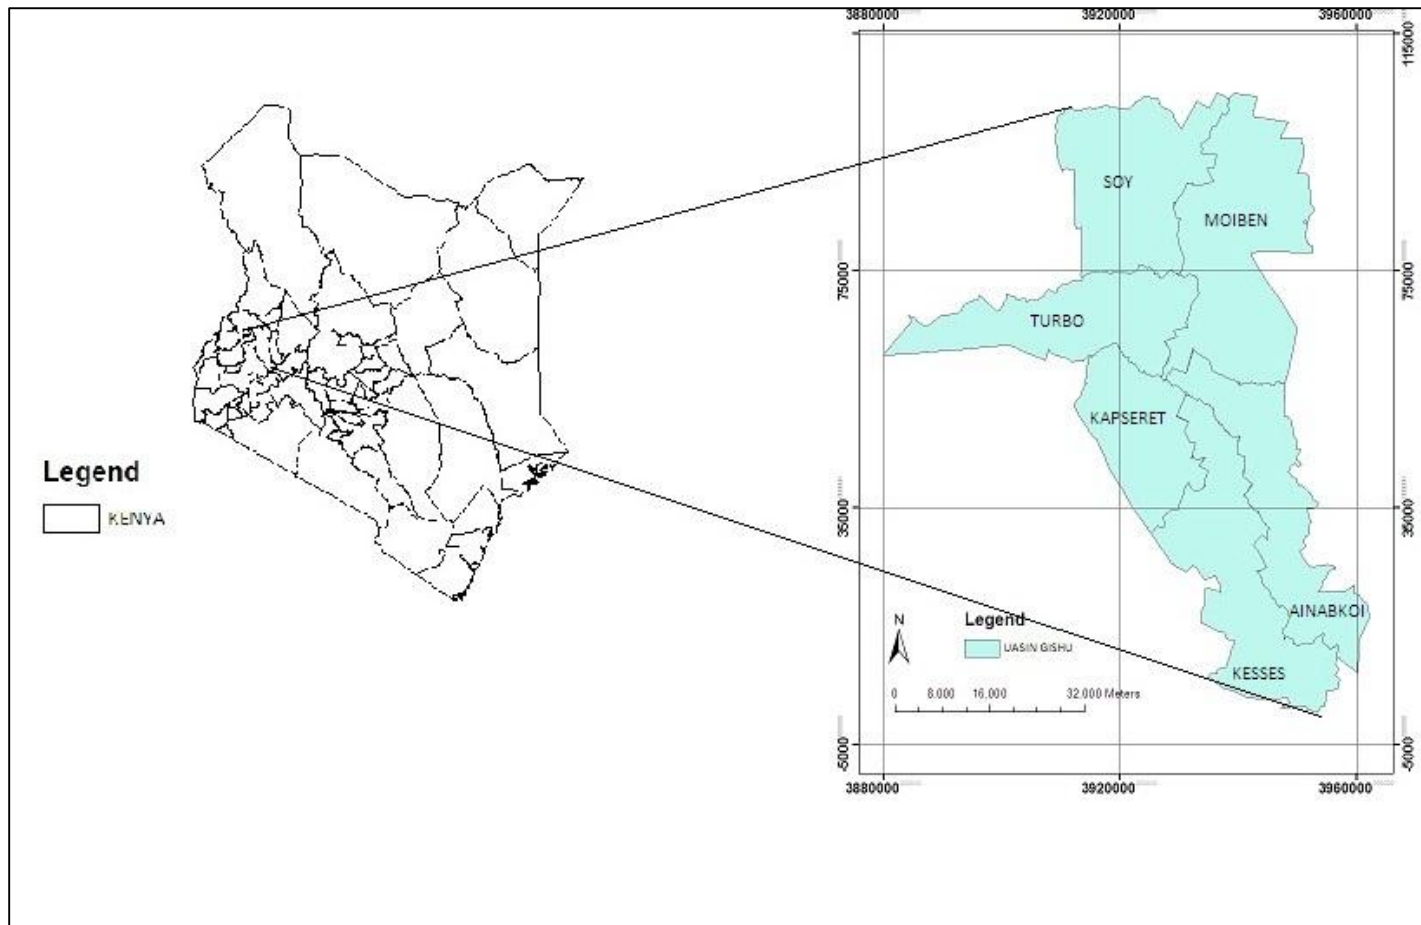 3880000 3920000 3960000
115000
SOY
MOIBEN
75000 75000
TURBO
KAPSERET
Legend
KENYA
35000 35000
AINABKOI
N
Legend
UASIN GISHU
KESSES
0 8.000 16.000 32.000 Meters
-5000 -5000
3880000 3920000 3960000